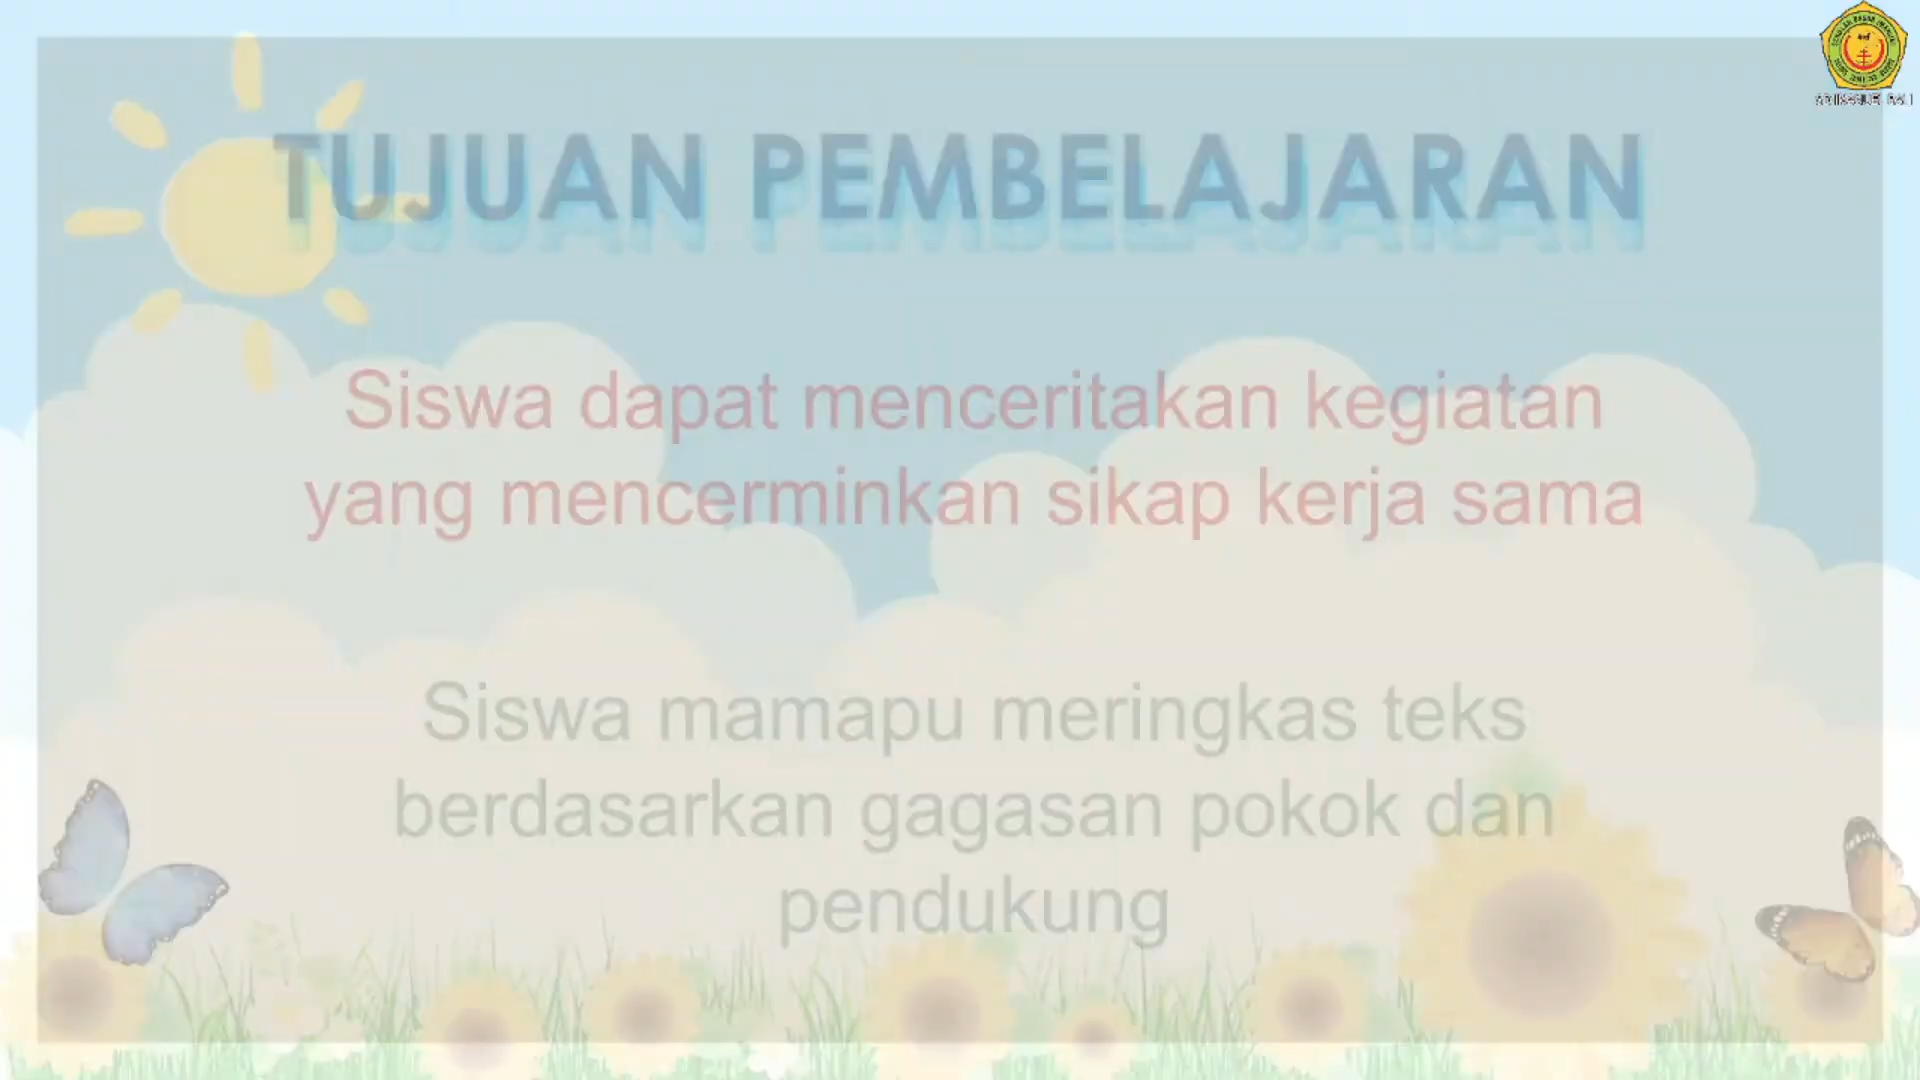 TUJUAN PEMBELAJARAN
Siswa dapat menceritakan kegiatan
yang mencerminkan sikap kerja sama
Siswa mamapu meringkas teks
berdasarkan gagasan pokok dan
pendukung